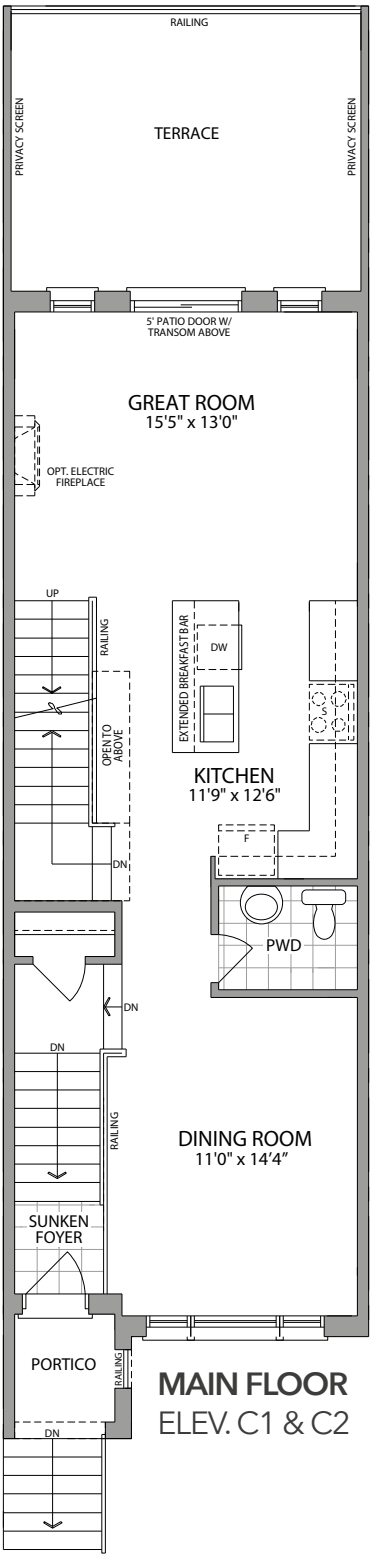 RAILING
PRIVACY SCREEN
PRIVACY SCREEN
TERRACE
5' PATIO DOOR W/
TRANSOM ABOVE
GREAT ROOM
15'5" x 13'0"
OPT. ELECTRIC
FIREPLACE
UP
RAILING
EXTENDED BREAKFAST BAR
DW
S
OPEN TO
ABOVE
KITCHEN
11'9" x 12'6"
F
DN
PWD
DN
DN
RAILING
DINING ROOM
11'0" x 14'4”
SUNKEN
FOYER
PORTICO
RAILING
MAIN FLOOR
ELEV. C1 & C2
DN